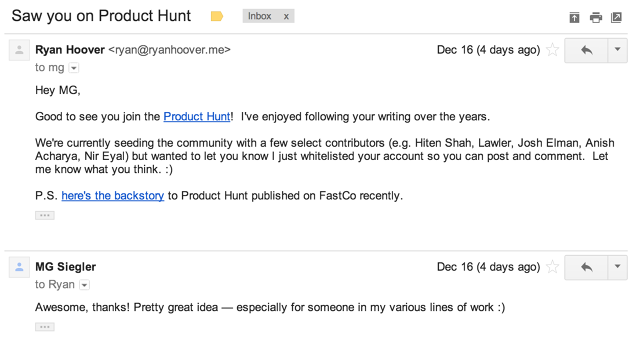 Saw you on Product Hunt
Inbox x
Ryan Hoover <ryan@ryanhoover.me>
Dec 16 (4 days ago)
to mg
Hey MG,
Good to see you join the Product Hunt!  I've enjoyed following your writing over the years.
We're currently seeding the community with a few select contributors (e.g. Hiten Shah, Lawler, Josh Elman, Anish
Acharya, Nir Eyal) but wanted to let you know I just whitelisted your account so you can post and comment.  Let
me know what you think. :)
P.S. here's the backstory to Product Hunt published on FastCo recently.
MG Siegler
Dec 16 (4 days ago)
to Ryan
Awesome, thanks! Pretty great idea — especially for someone in my various lines of work :)